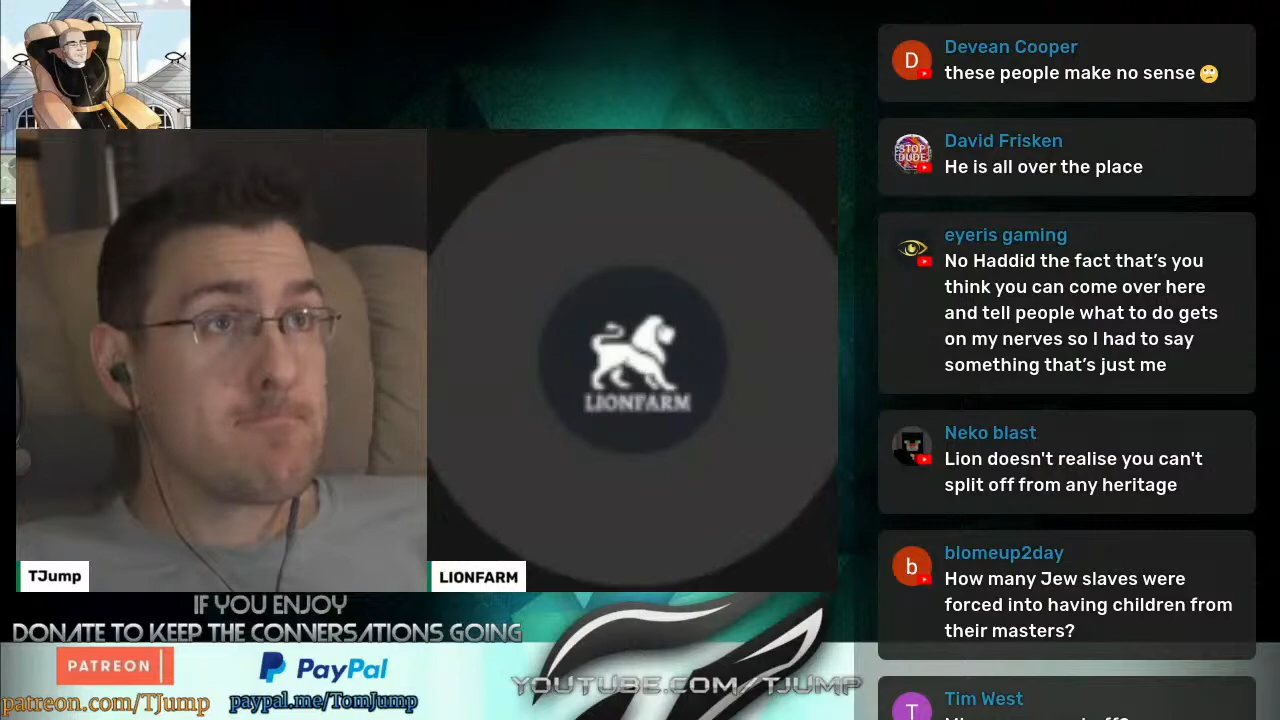 Devean Cooper
these people make no sense 🙄
David Frisken
He is all over the place
eyeris gaming
No Haddid the fact that’s you
think you can come over here
and tell people what to do gets
on my nerves so I had to say
something that’s just me
Neko blast
Lion doesn't realise you can't
split off from any heritage
blomeup2day
How many Jew slaves were
forced into having children from
their masters?
Tim West
D
STOP
DUDE
b
T
LIONFARM
TJump
LIONFARM
IF YOU ENJOY
DONATE TO KEEP THE CONVERSATIONS GOING
PATREON
PayPal
patreon.com/TJump
paypal.me/TomJump
YOUTUBE.COM/TJUMP